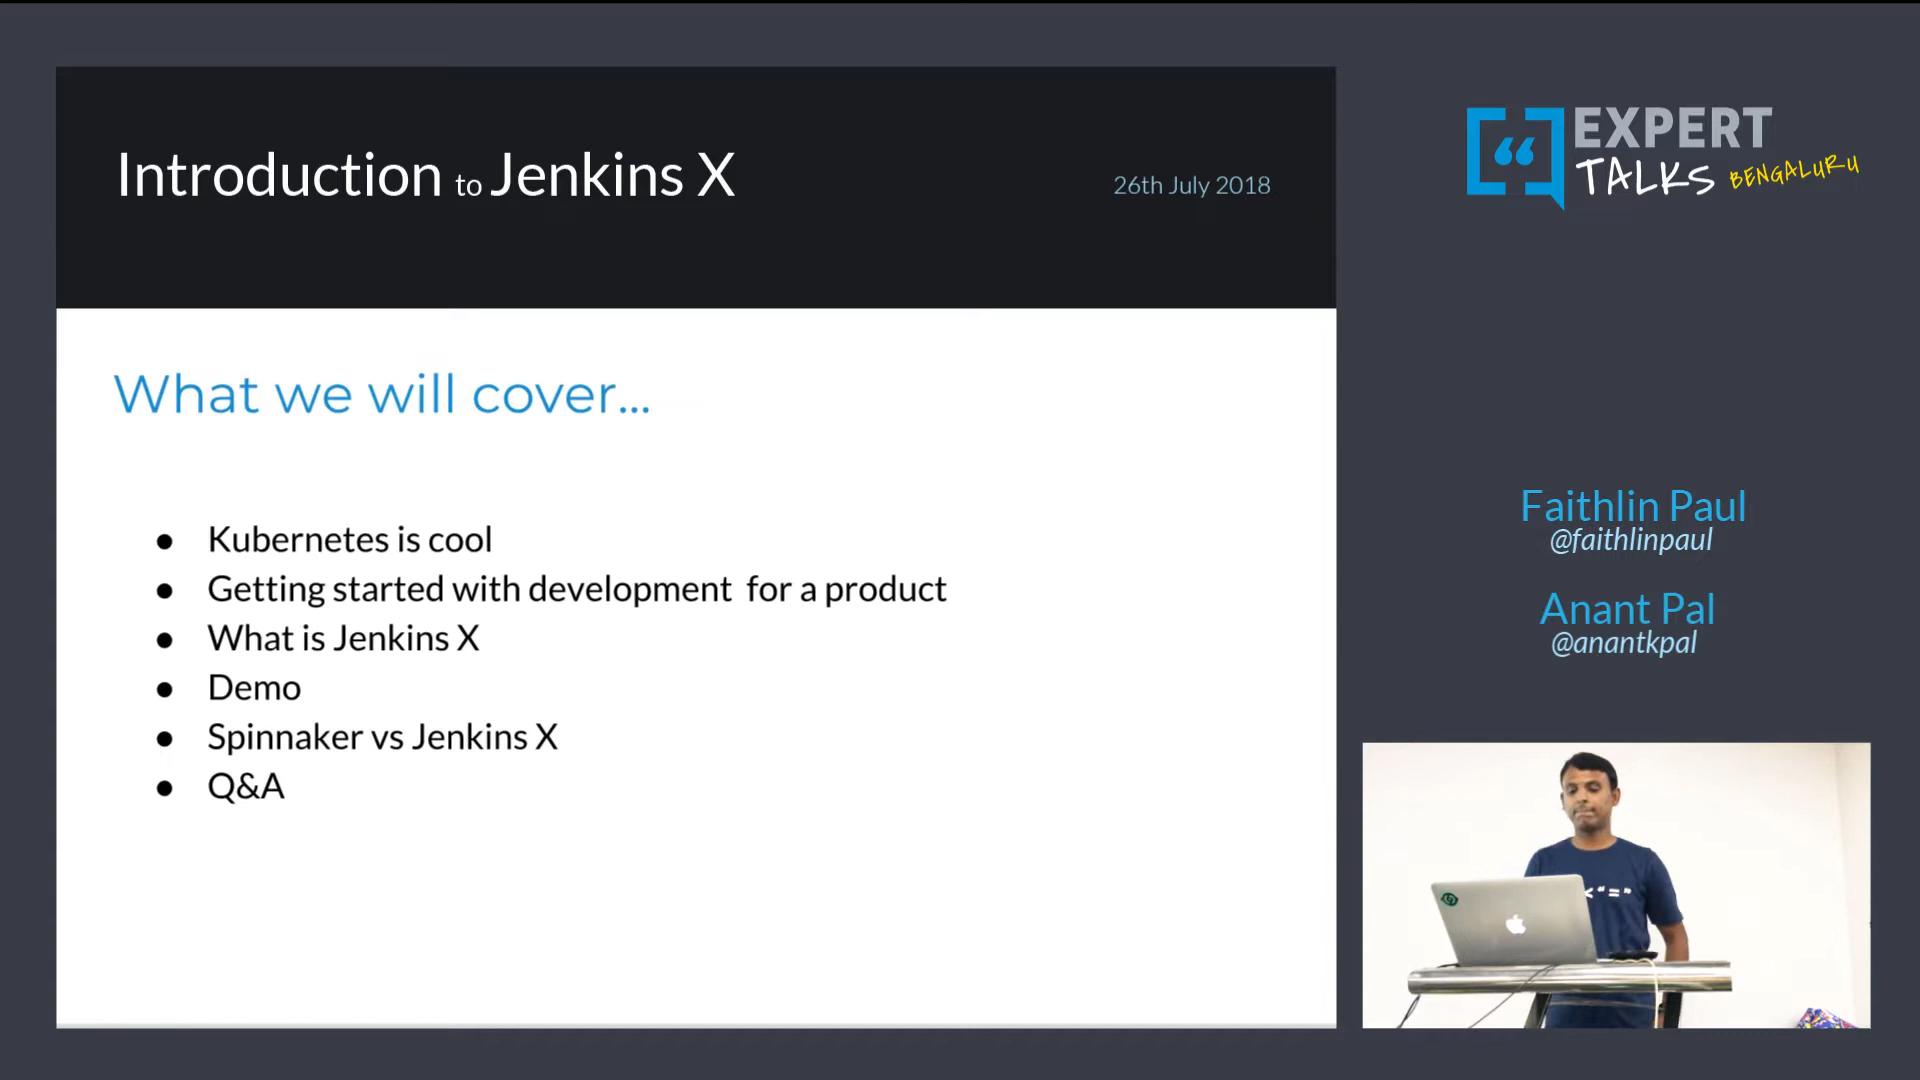 Introduction to Jenkins X
26th July 2018
What we will cover...
● Kubernetes is cool
● Getting started with development for a product
● What is Jenkins X
● Demo
● Spinnaker vs Jenkins X
● Q&A
“ EXPERT
TALKS BENGALURU
Faithlin Paul
@faithlinpaul
Anant Pal
@anantkpal
< “=”